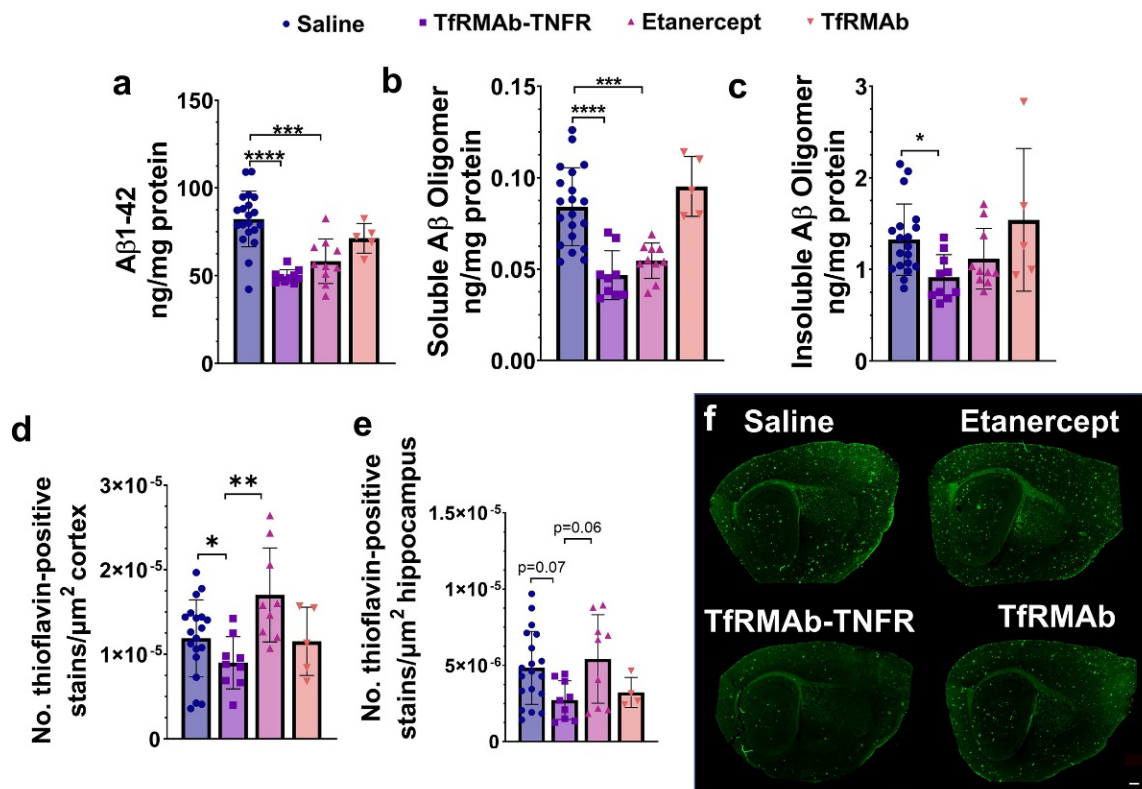 Saline TfRMAb-TNFR Etanercept TfRMAb
a
Aβ1-42
ng/mg protein
150
100
50
0
***
****
b
Soluble Aβ Oligomer
ng/mg protein
0.15
0.10
0.05
0.00
***
****
c
Insoluble Aβ Oligomer
ng/mg protein
3
2
1
0
*
d
No. thioflavin-positive
stains/µm² cortex
3×10⁻⁵
2×10⁻⁵
1×10⁻⁵
0
**
*
e
No. thioflavin-positive
stains/µm² hippocampus
1.5×10⁻⁵
1×10⁻⁵
5×10⁻⁶
0
p=0.06
p=0.07
f
Saline Etanercept
TfRMAb-TNFR TfRMAb